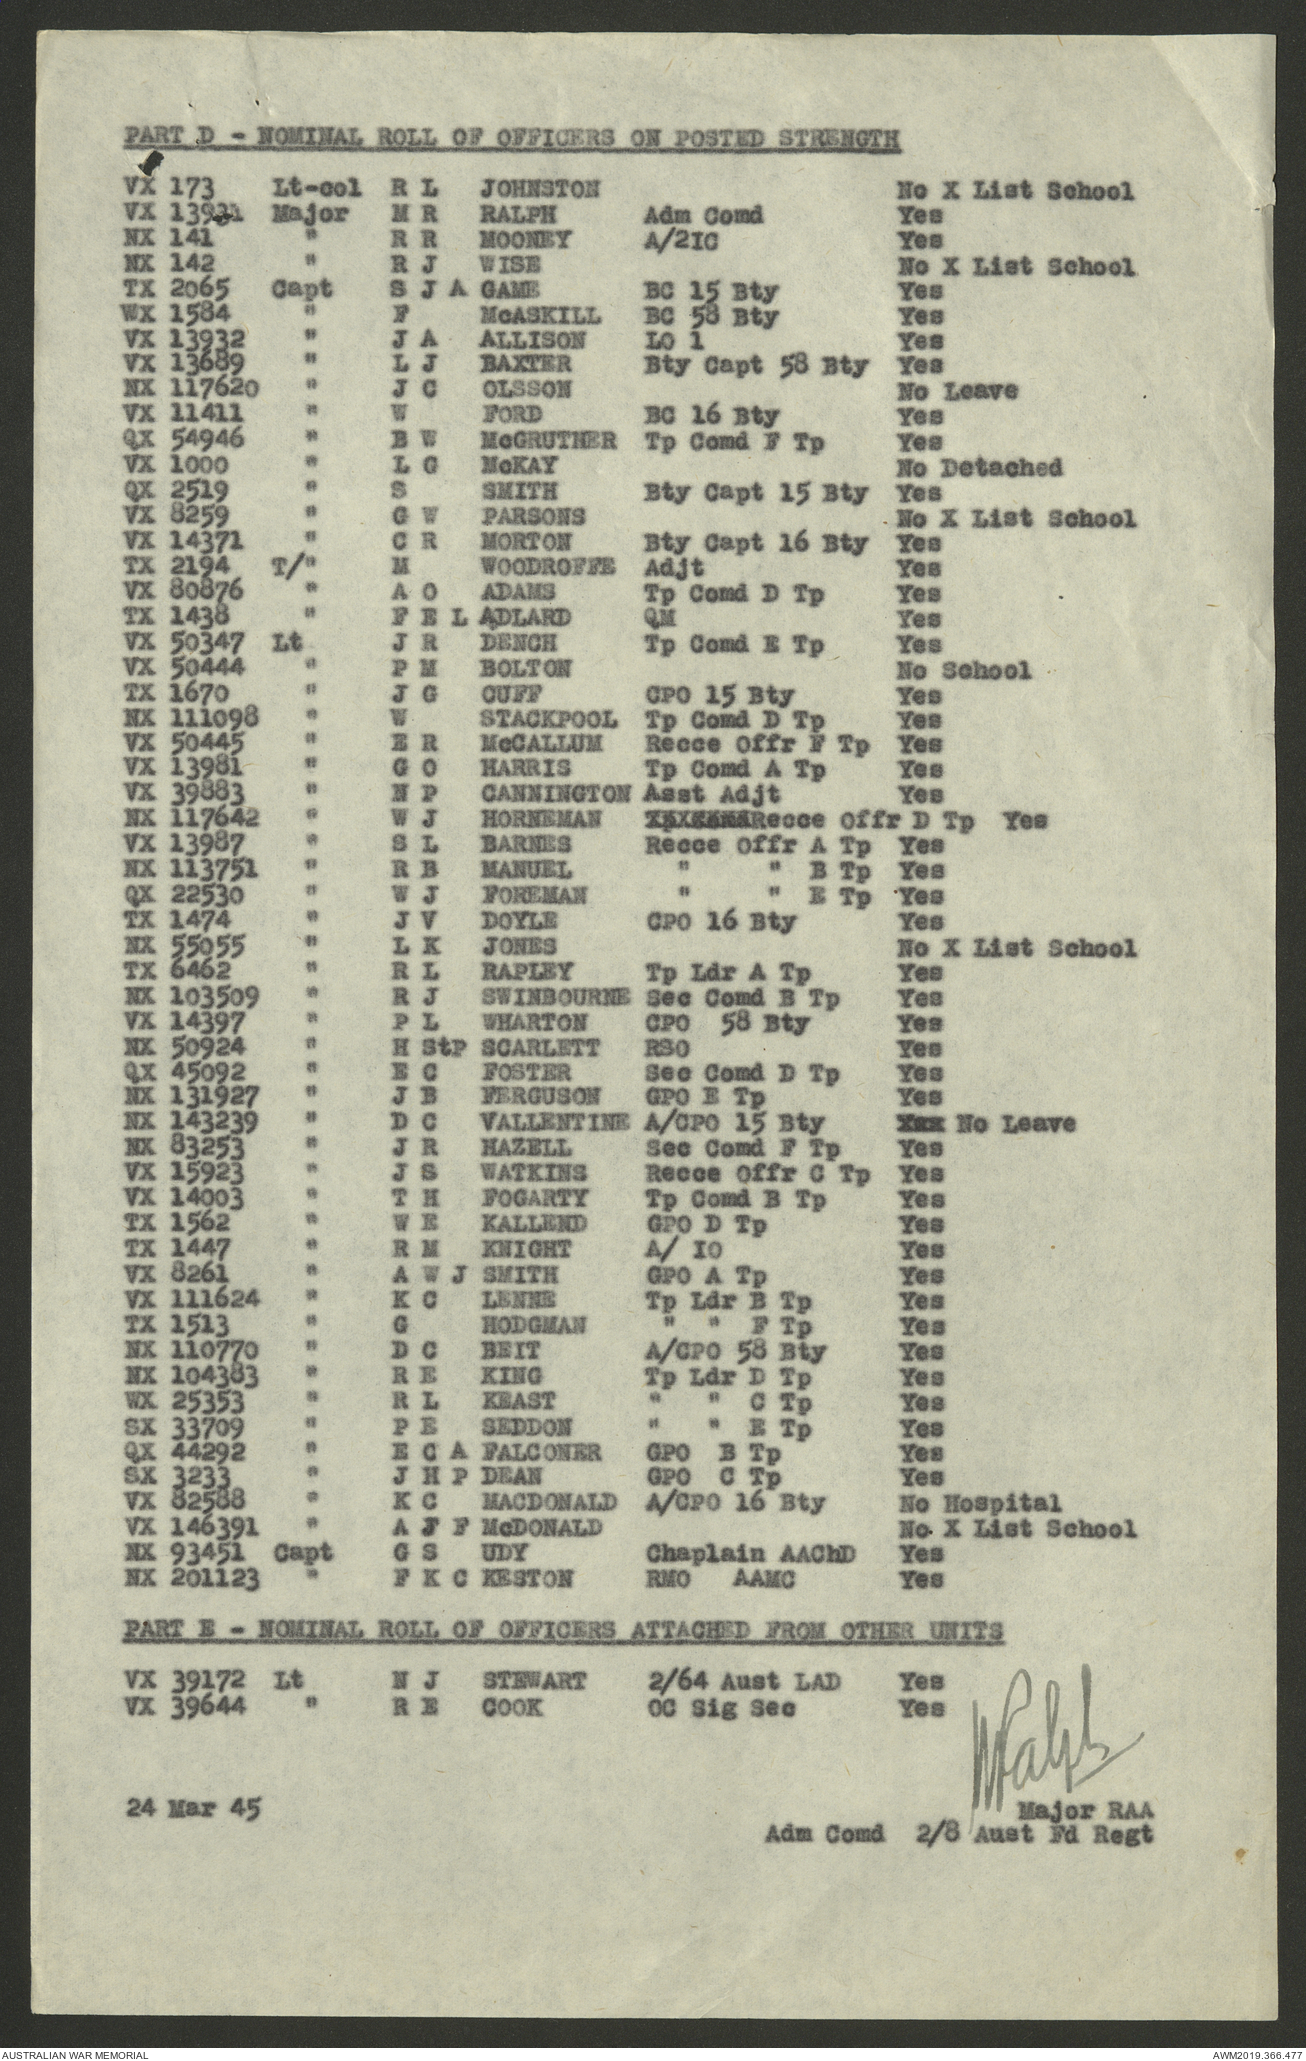 PART D - NOMINAL ROLL OF OFFICERS ON POSTED STRENGTH
VX 173 Lt-col R L JOHNSTON No X List School
VX 13931 Major M R RALPH Adm Comd Yes
NX 141 " R R MOONEY A/2IC Yes
NX 142 " R J WISE No X List School
TX 2065 Capt S J A GAME BC 15 Bty Yes
WX 1584 " F McASKILL BC 58 Bty Yes
VX 13932 " J A ALLISON LO 1 Yes
VX 13689 " L J BAXTER Bty Capt 58 Bty Yes
NX 117620 " J C OLSSON No Leave
VX 11411 " W FORD BC 16 Bty Yes
QX 54946 " B W McGRUTHER Tp Comd F Tp Yes
VX 1000 " L G McKAY No Detached
QX 2519 " S SMITH Bty Capt 15 Bty Yes
VX 8259 " G W PARSONS No X List School
VX 14371 " C R MORTON Bty Capt 16 Bty Yes
TX 2194 T/" M WOODROFFE Adjt Yes
VX 80876 " A O ADAMS Tp Comd D Tp Yes
TX 1438 " F E L ADLARD QM Yes
VX 50347 Lt J R DENCH Tp Comd E Tp Yes
VX 50444 " P M BOLTON No School
TX 1670 " J G CUFF CPO 15 Bty Yes
NX 111098 " W STACKPOOL Tp Comd D Tp Yes
VX 50445 " E R McCALLUM Recce Offr F Tp Yes
VX 13981 " G O HARRIS Tp Comd A Tp Yes
VX 39883 " N P CANNINGTON Asst Adjt Yes
NX 117642 " W J HORNEMAN Recce Offr D Tp Yes
VX 13987 " S L BARNES Recce Offr A Tp Yes
NX 113751 " R B MANUEL " " B Tp Yes
QX 22530 " W J FOREMAN " " E Tp Yes
TX 1474 " J V DOYLE CPO 16 Bty Yes
NX 55055 " L K JONES No X List School
TX 6462 " R L RAPLEY Tp Ldr A Tp Yes
NX 103509 " R J SWINBOURNE Sec Comd B Tp Yes
VX 14397 " P L WHARTON CPO 58 Bty Yes
NX 50924 " H StP SCARLETT RSO Yes
QX 45092 " E C FOSTER Sec Comd D Tp Yes
NX 131927 " J B FERGUSON GPO E Tp Yes
NX 143239 " D C VALLENTINE A/CPO 15 Bty No Leave
NX 83253 " J R HAZELL Sec Comd F Tp Yes
VX 15923 " J S WATKINS Recce Offr C Tp Yes
VX 14003 " T H FOGARTY Tp Comd B Tp Yes
TX 1562 " W E KALLEND GPO D Tp Yes
TX 1447 " R M KNIGHT A/ IO Yes
VX 8261 " A W J SMITH GPO A Tp Yes
VX 111624 " K C LENNE Tp Ldr B Tp Yes
TX 1513 " G HODGMAN " " F Tp Yes
NX 110770 " D C BEIT A/CPO 58 Bty Yes
NX 104383 " R E KING Tp Ldr D Tp Yes
WX 25353 " R L KEAST " " C Tp Yes
SX 33709 " P E SEDDON " " E Tp Yes
QX 44292 " E C A FALCONER GPO B Tp Yes
SX 3233 " J H P DEAN GPO C Tp Yes
VX 82588 " K C MACDONALD A/CPO 16 Bty No Hospital
VX 146391 " A F F McDONALD No X List School
NX 93451 Capt G S UDY Chaplain AAChD Yes
NX 201123 " F K C KESTON RMO AAMC Yes
PART E - NOMINAL ROLL OF OFFICERS ATTACHED FROM OTHER UNITS
VX 39172 Lt N J STEWART 2/64 Aust LAD Yes
VX 39644 " R E COOK OC Sig Sec Yes
MRalph
24 Mar 45 Major RAA
Adm Comd 2/8 Aust Fd Regt
AUSTRALIAN WAR MEMORIAL AWM2019.366.477